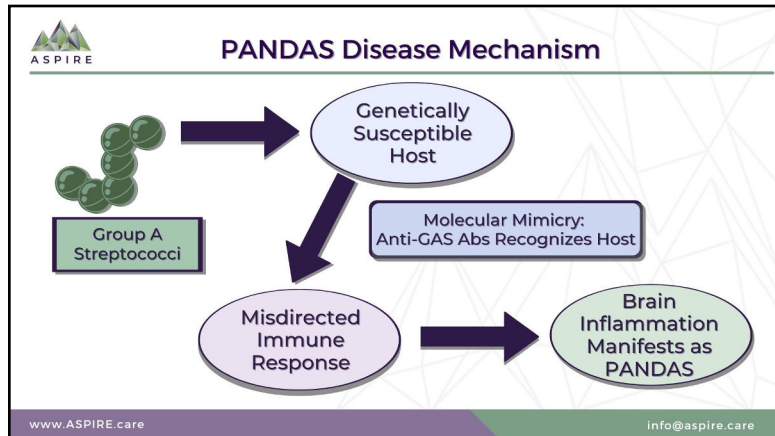 ASPIRE
PANDAS Disease Mechanism
Genetically
Susceptible
Host
Group A
Streptococci
Molecular Mimicry:
Anti-GAS Abs Recognizes Host
Misdirected
Immune
Response
Brain
Inflammation
Manifests as
PANDAS
www.ASPIRE.care
info@aspire.care